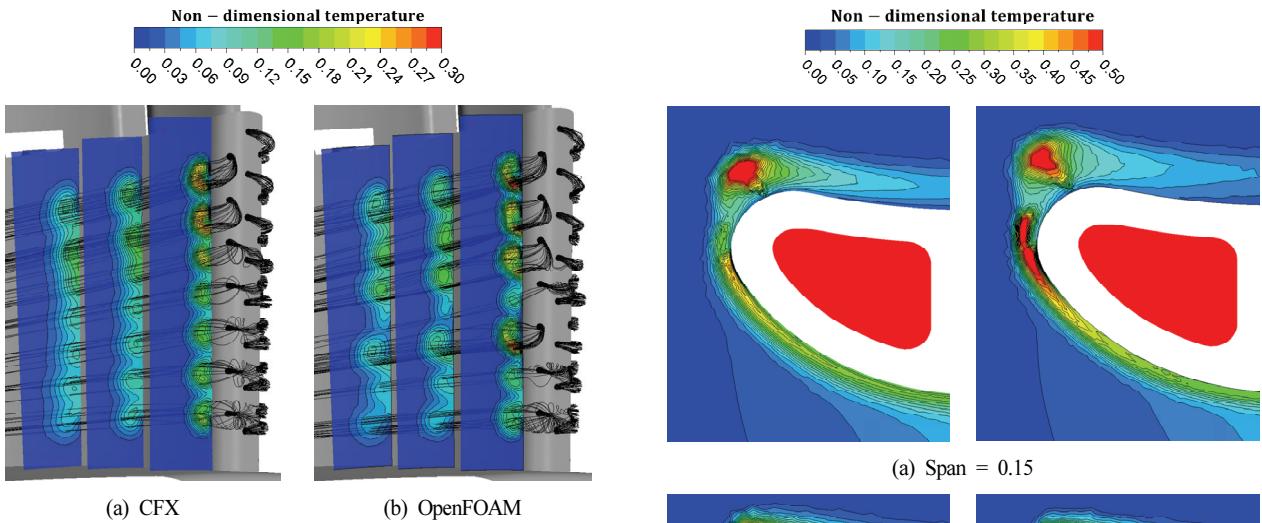 Non – dimensional temperature
0.00 0.03 0.06 0.09 0.12 0.15 0.18 0.21 0.24 0.27 0.30
(a) CFX
(b) OpenFOAM
Non – dimensional temperature
0.00 0.05 0.10 0.15 0.20 0.25 0.30 0.35 0.40 0.45 0.50
(a) Span = 0.15